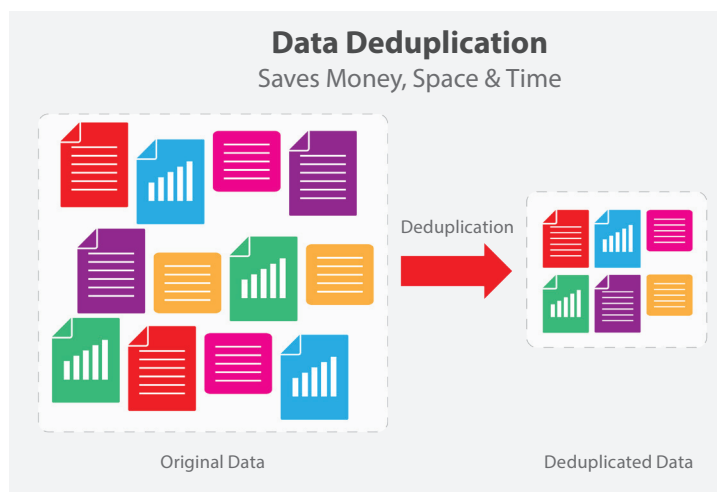 Data Deduplication
Saves Money, Space & Time
Deduplication
Original Data
Deduplicated Data